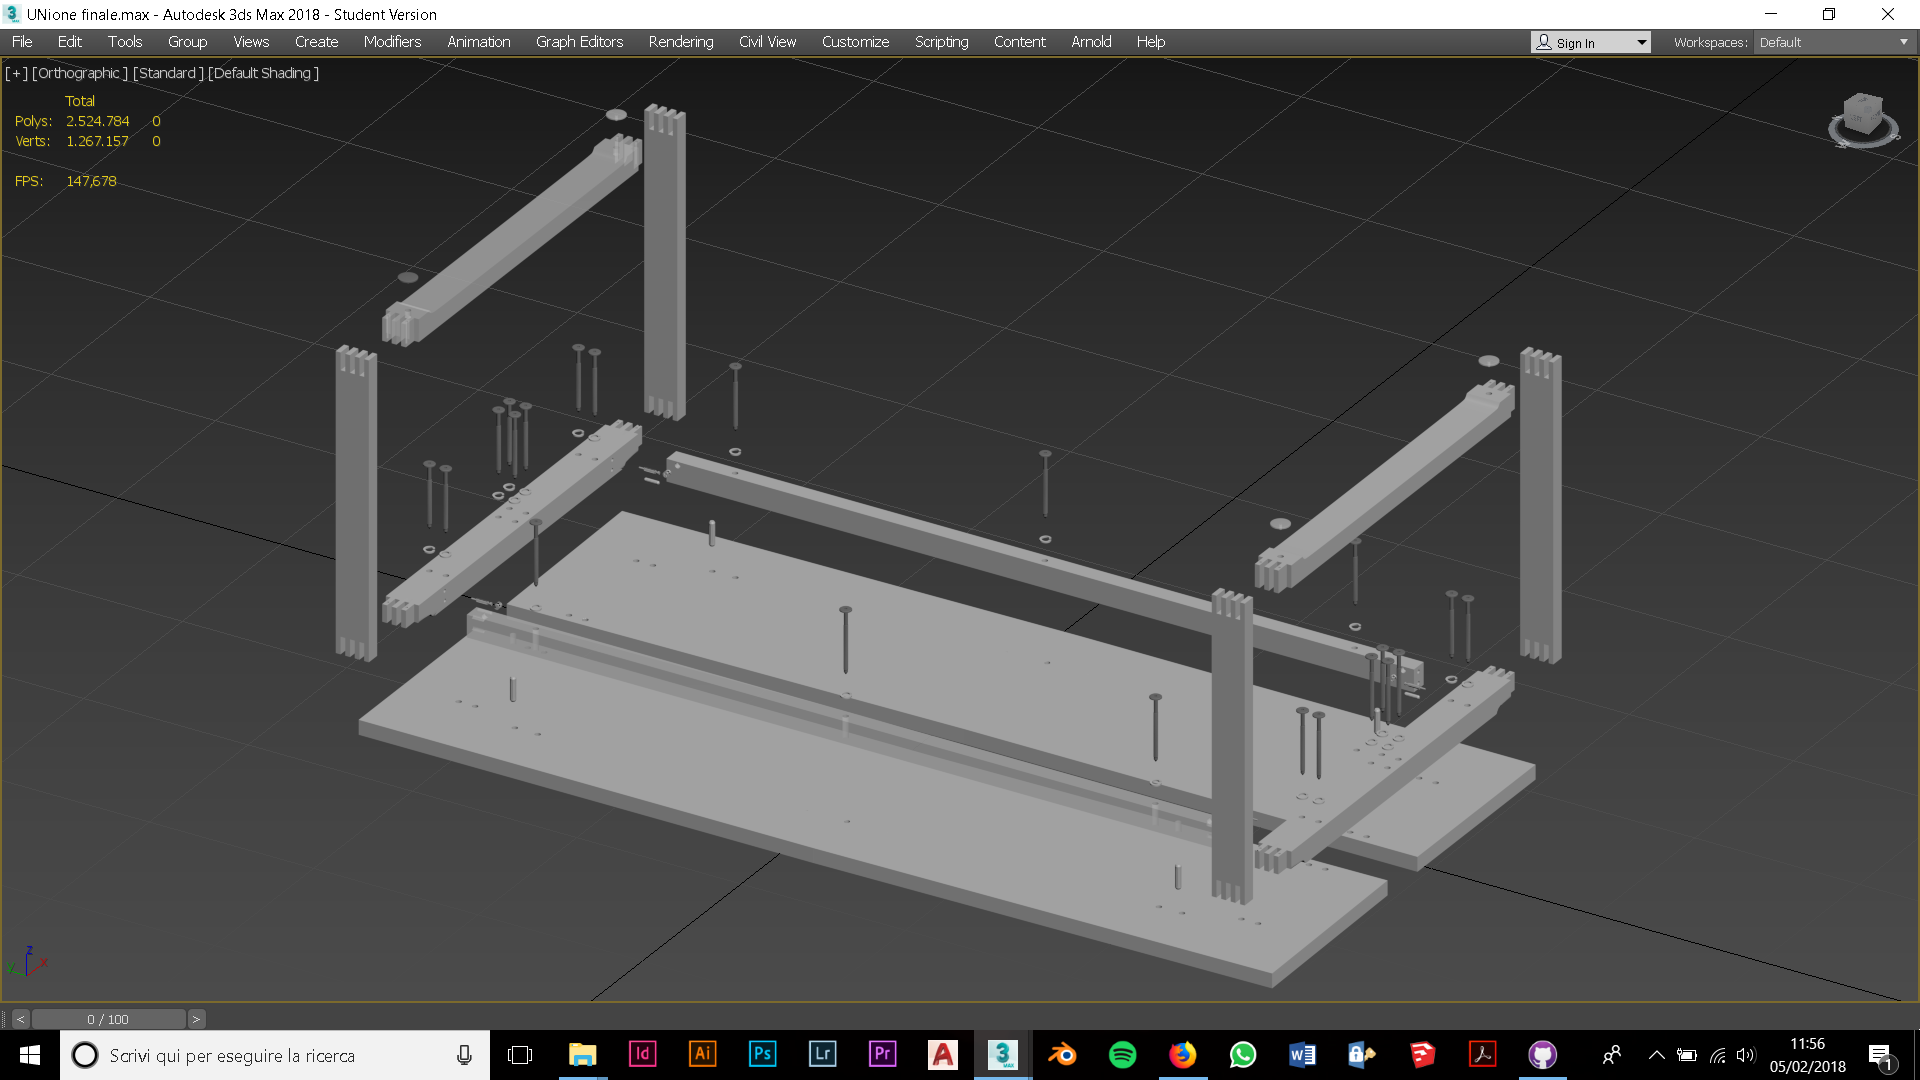 UNione finale.max - Autodesk 3ds Max 2018 - Student Version
File Edit Tools Group Views Create Modifiers Animation Graph Editors Rendering Civil View Customize Scripting Content Arnold Help Sign In Workspaces: Default
[+] [Orthographic ] [Standard ] [Default Shading ]
Total
Polys: 2.524.784 0
Verts: 1.267.157 0
FPS: 147,678
z
y x
< 0 / 100 >
Scrivi qui per eseguire la ricerca
Id Ai Ps Lr Pr A 3 MAX W
11:56
05/02/2018
1